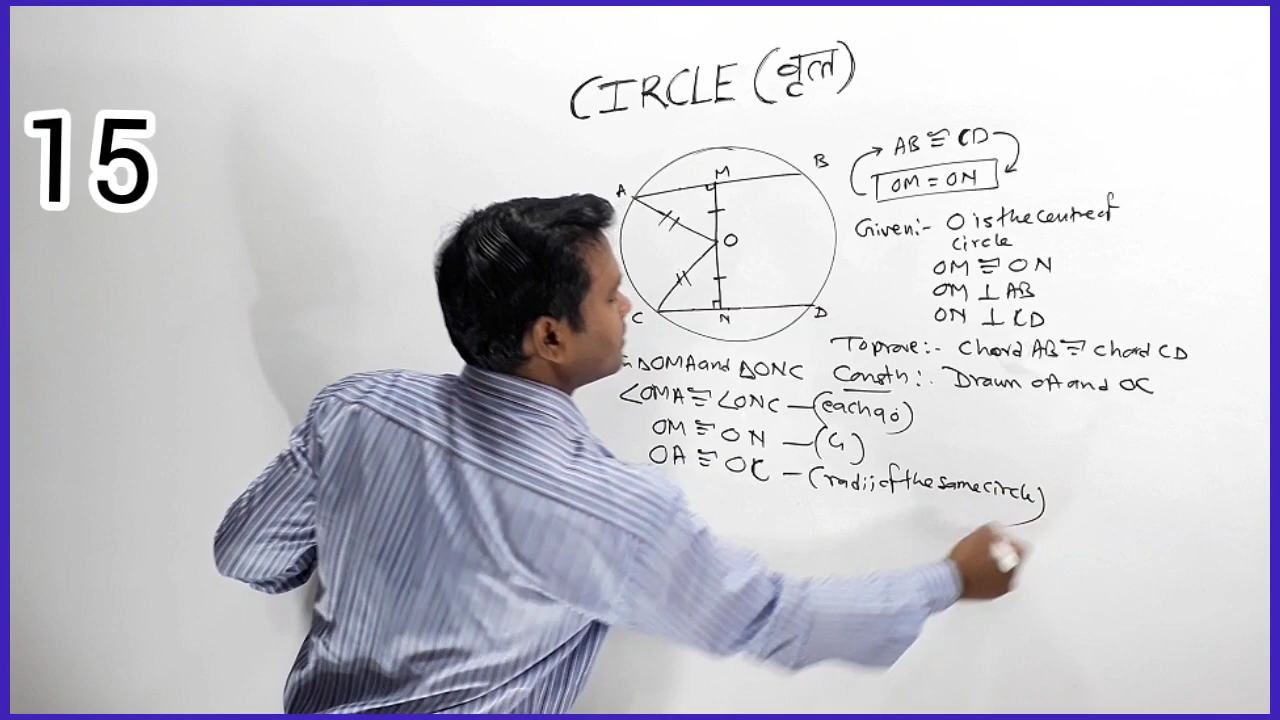 15
CIRCLE (वृत्त)
AB ≅ CD
OM = ON
A
M
B
O
C
N
D
Given:- O is the centre of
circle
OM ≅ ON
OM ⊥ AB
ON ⊥ CD
To prove:- Chord AB ≅ chord CD
Constn:. Drawn OA and OC
ΔOMA and ΔONC
∠OMA ≅ ∠ONC — (each 90°)
OM ≅ ON — (G)
OA ≅ OC — (radii of the same circle)